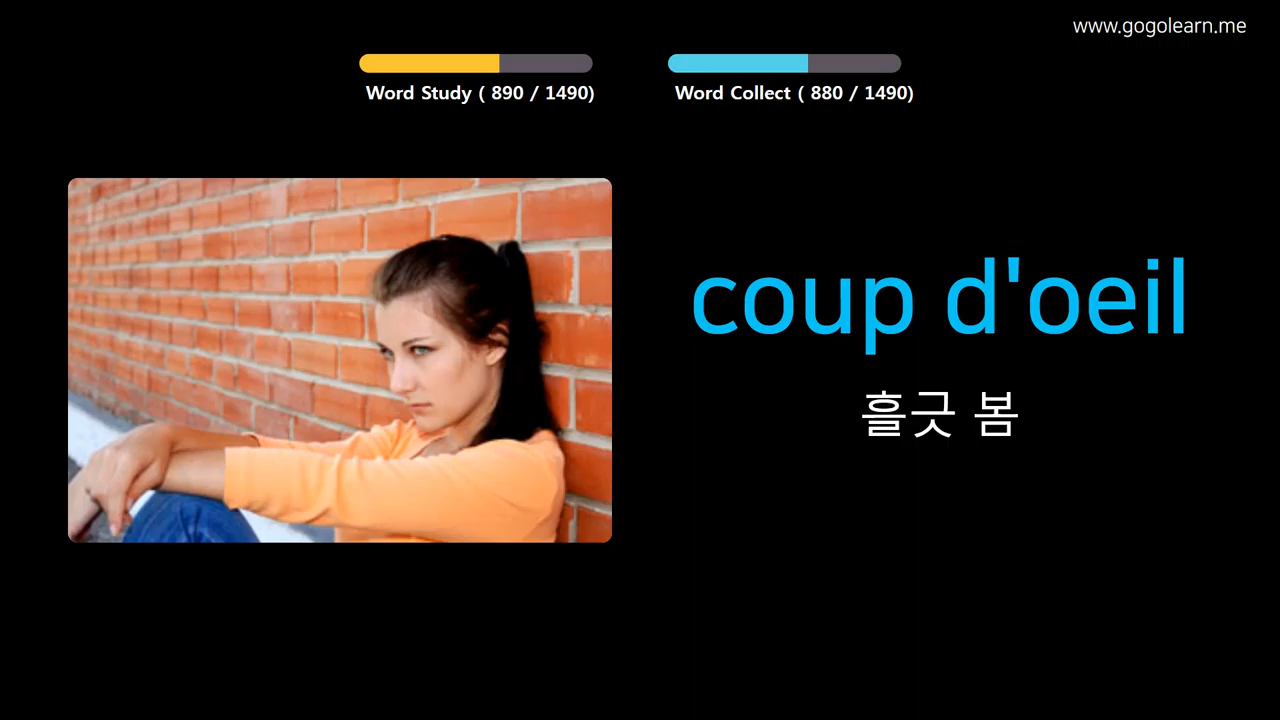 www.gogolearn.me
Word Study ( 890 / 1490)
Word Collect ( 880 / 1490)
coup d'oeil
흘긋 봄